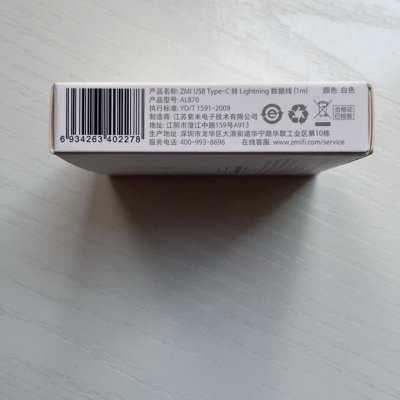 产品名称: ZMI USB Type-C 转 Lightning 数据线 (1m) 颜色: 白色
产品型号: AL870
执行标准: YD/T 1591-2009
制造商: 江苏紫米电子技术有限公司
地址: 江阴市澄江中路159号A913
生产地址: 深圳市龙华区大浪街道华宁路华联工业区第10栋
服务电话: 400-993-8696 在线客服: www.zmifi.com/service
合格证
已检验
6 934263 402278